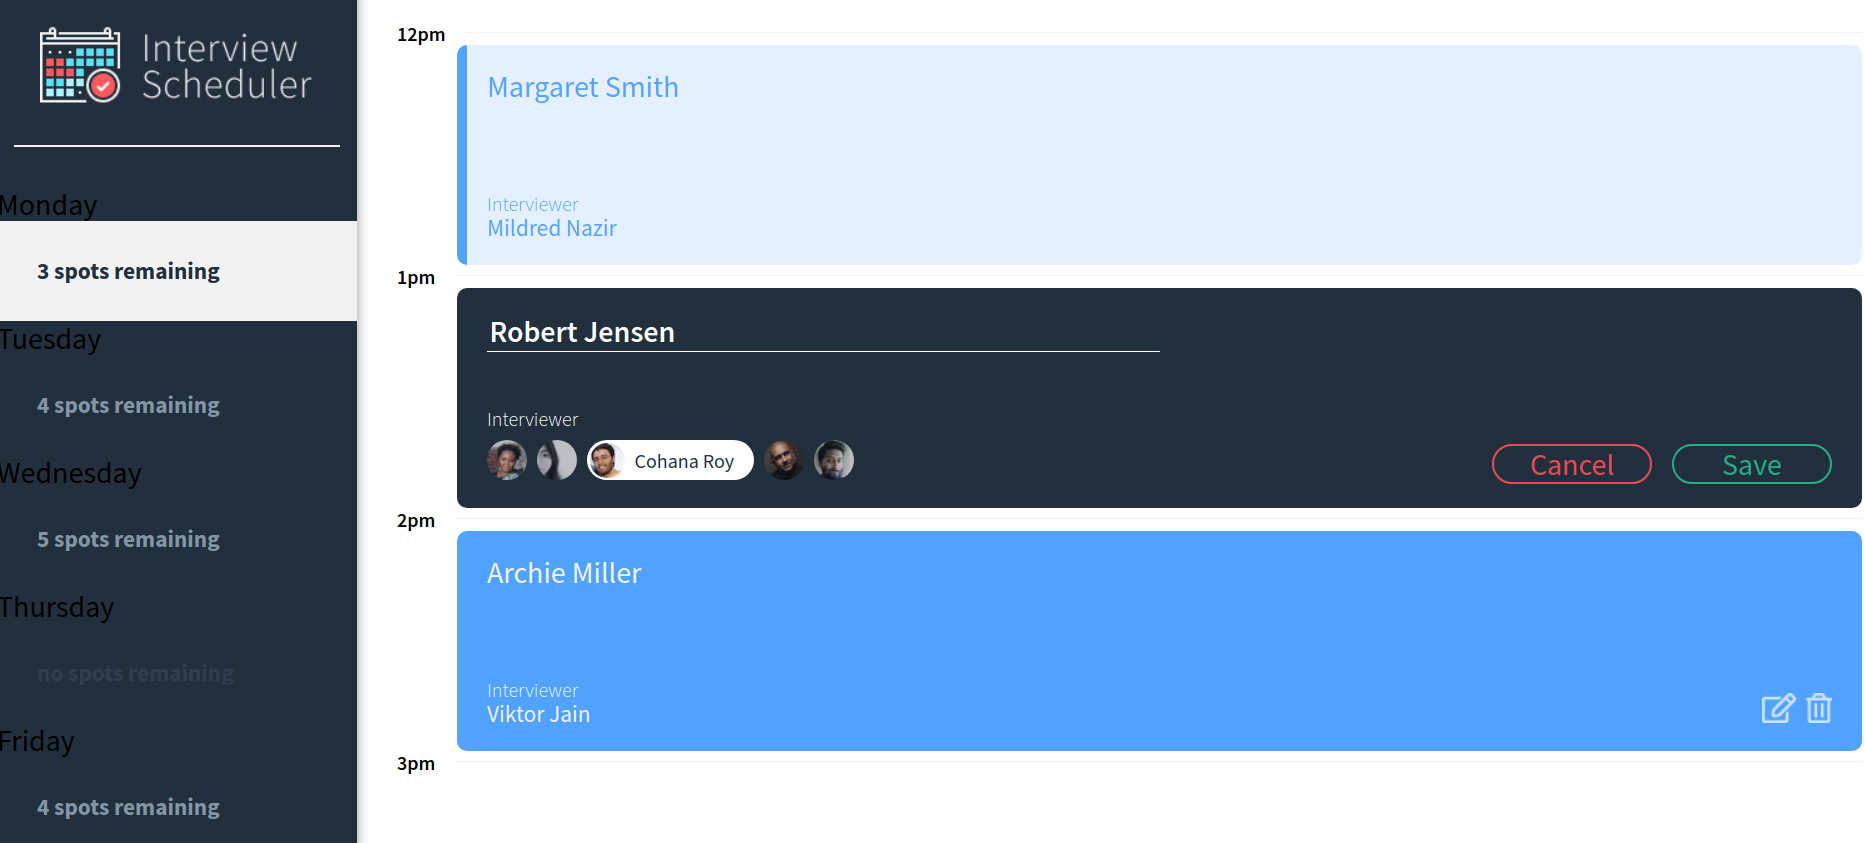 Interview
Scheduler
Monday
3 spots remaining
Tuesday
4 spots remaining
Wednesday
5 spots remaining
Thursday
no spots remaining
Friday
4 spots remaining
12pm
Margaret Smith
Interviewer
Mildred Nazir
1pm
Robert Jensen
Interviewer
Cohana Roy
Cancel
Save
2pm
Archie Miller
Interviewer
Viktor Jain
3pm